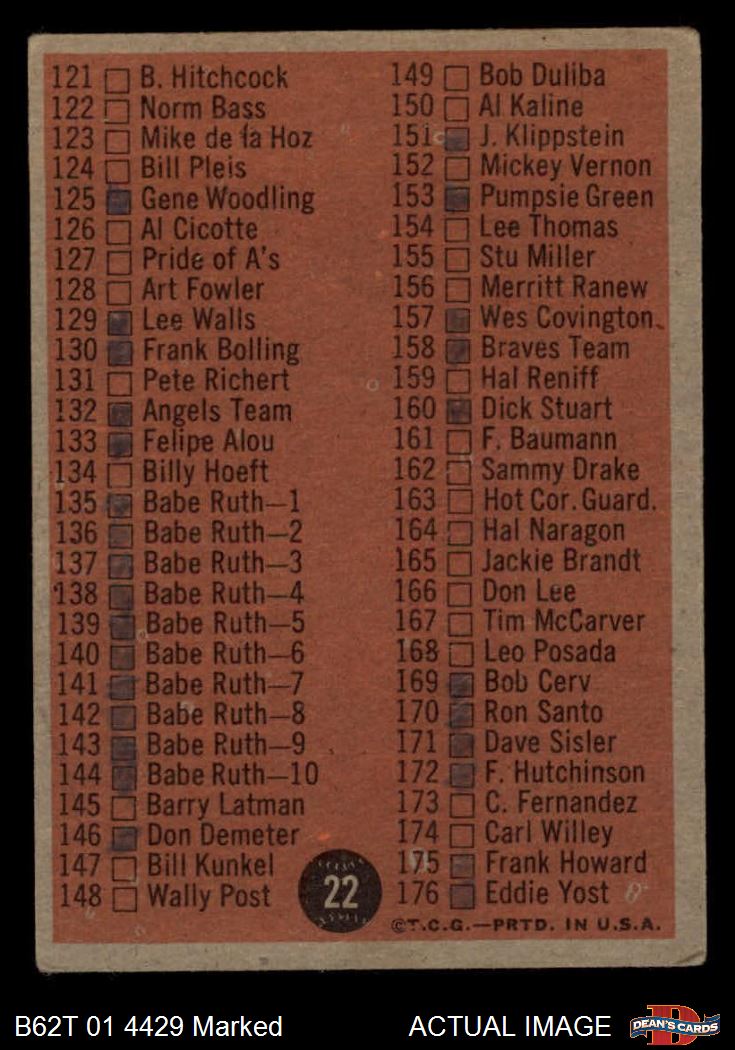 121 B. Hitchcock
122 Norm Bass
123 Mike de la Hoz
124 Bill Pleis
125 Gene Woodling
126 Al Cicotte
127 Pride of A's
128 Art Fowler
129 Lee Walls
130 Frank Bolling
131 Pete Richert
132 Angels Team
133 Felipe Alou
134 Billy Hoeft
135 Babe Ruth—1
136 Babe Ruth—2
137 Babe Ruth—3
138 Babe Ruth—4
139 Babe Ruth—5
140 Babe Ruth—6
141 Babe Ruth—7
142 Babe Ruth—8
143 Babe Ruth—9
144 Babe Ruth—10
145 Barry Latman
146 Don Demeter
147 Bill Kunkel
148 Wally Post
22
149 Bob Duliba
150 Al Kaline
151 J. Klippstein
152 Mickey Vernon
153 Pumpsie Green
154 Lee Thomas
155 Stu Miller
156 Merritt Ranew
157 Wes Covington
158 Braves Team
159 Hal Reniff
160 Dick Stuart
161 F. Baumann
162 Sammy Drake
163 Hot Cor. Guard.
164 Hal Naragon
165 Jackie Brandt
166 Don Lee
167 Tim McCarver
168 Leo Posada
169 Bob Cerv
170 Ron Santo
171 Dave Sisler
172 F. Hutchinson
173 C. Fernandez
174 Carl Willey
175 Frank Howard
176 Eddie Yost
©T.C.G.—PRTD. IN U.S.A.
B62T 01 4429 Marked
ACTUAL IMAGE
DEAN'S CARDS